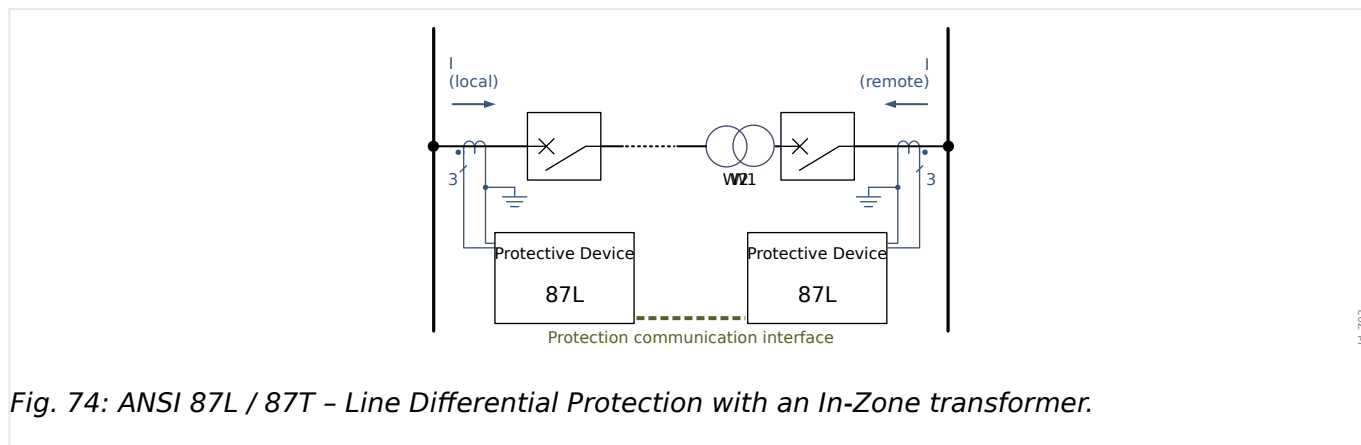 I
(local)
I
(remote)
3
W2
W1
3
Protective Device
87L
Protective Device
87L
Protection communication interface
Fig. 74: ANSI 87L / 87T – Line Differential Protection with an In-Zone transformer.